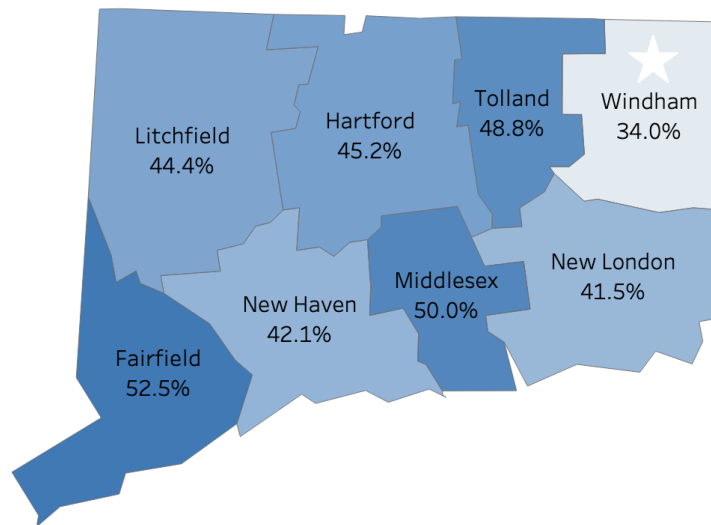 Tolland
48.8%
Windham
34.0%
Hartford
45.2%
Litchfield
44.4%
New London
41.5%
Middlesex
50.0%
New Haven
42.1%
Fairfield
52.5%